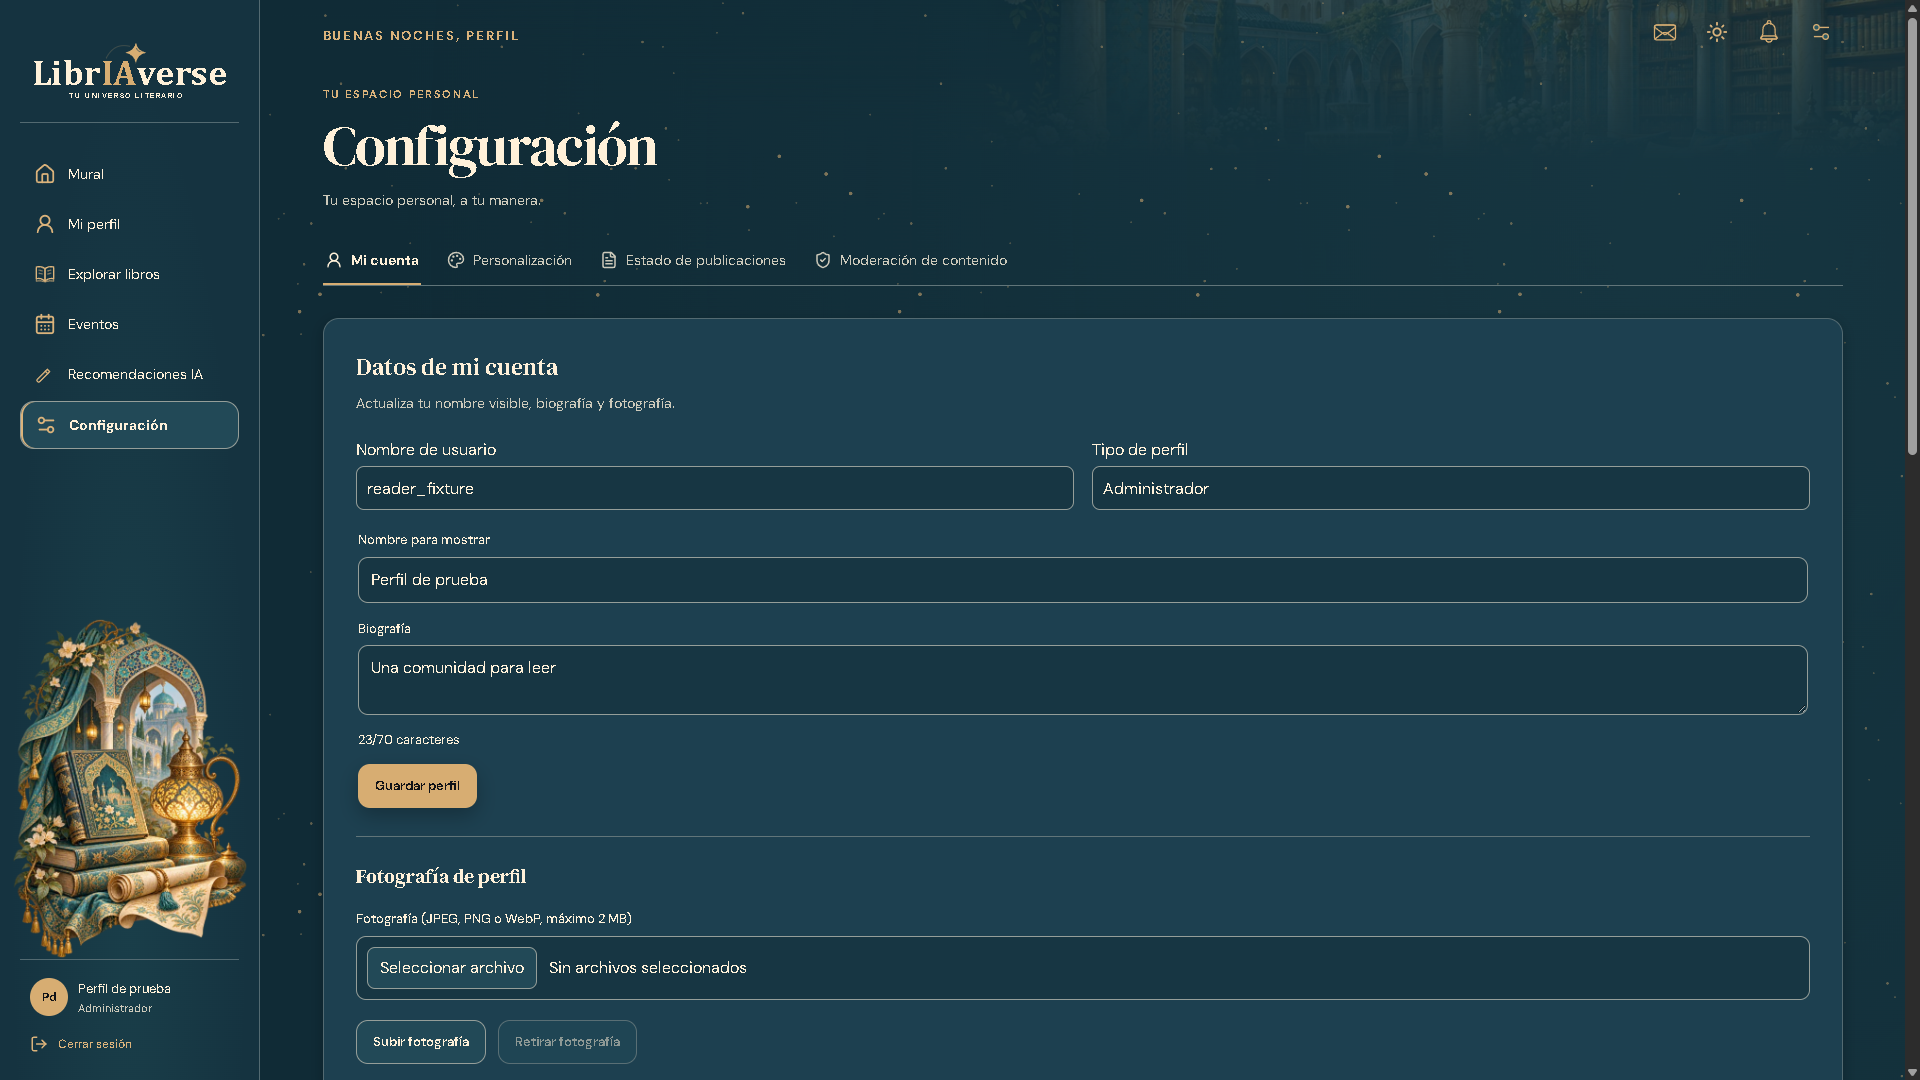 LibrIAverse
TU UNIVERSO LITERARIO
Mural
Mi perfil
Explorar libros
Eventos
Recomendaciones IA
Configuración
Pd
Perfil de prueba
Administrador
Cerrar sesión
BUENAS NOCHES, PERFIL
TU ESPACIO PERSONAL
Configuración
Tu espacio personal, a tu manera.
Mi cuenta
Personalización
Estado de publicaciones
Moderación de contenido
Datos de mi cuenta
Actualiza tu nombre visible, biografía y fotografía.
Nombre de usuario
reader_fixture
Tipo de perfil
Administrador
Nombre para mostrar
Perfil de prueba
Biografía
Una comunidad para leer
23/70 caracteres
Guardar perfil
Fotografía de perfil
Fotografía (JPEG, PNG o WebP, máximo 2 MB)
Seleccionar archivo Sin archivos seleccionados
Subir fotografía
Retirar fotografía